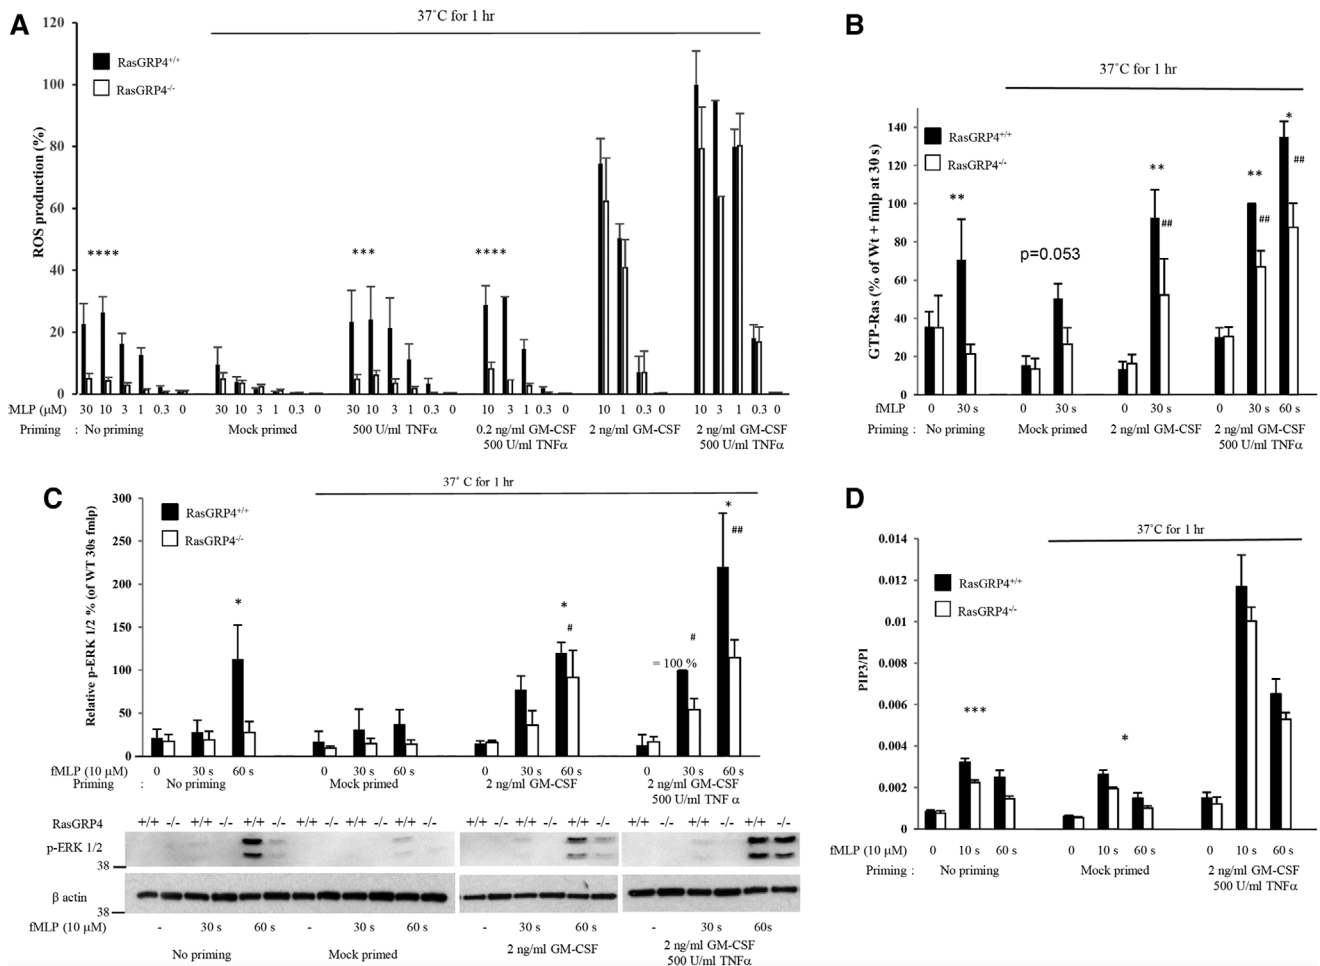 A
37˚C for 1 hr
RasGRP4+/+
RasGRP4-/-
ROS production (%)
120
100
80
60
40
20
0
****
***
****
MLP (µM)
30 10 3 1 0.3 0
30 10 3 1 0.3 0
30 10 3 1 0.3 0
10 3 1 0.3 0
10 1 0.3 0
10 3 1 0.3 0
Priming : No priming
Mock primed
500 U/ml TNFα
0.2 ng/ml GM-CSF
500 U/ml TNFα
2 ng/ml GM-CSF
2 ng/ml GM-CSF
500 U/ml TNFα
B
37˚C for 1 hr
RasGRP4+/+
RasGRP4-/-
GTP-Ras (% of Wt + fmlp at 30 s)
140
120
100
80
60
40
20
0
**
p=0.053
**
##
**
##
*
##
fMLP 0 30 s 0 30 s 0 30 s 0 30 s 60 s
Priming : No priming
Mock primed
2 ng/ml GM-CSF
2 ng/ml GM-CSF
500 U/ml TNFα
C
37˚ C for 1 hr
RasGRP4+/+
RasGRP4-/-
Relative p-ERK 1/2 % (of WT 30s fmlp)
300
250
200
150
100
50
0
*
*
#
#
= 100 %
*
##
fMLP (10 µM) 0 30 s 60 s 0 30 s 60 s 0 30 s 60 s 0 30 s 60 s
Priming : No priming
Mock primed
2 ng/ml GM-CSF
2 ng/ml GM-CSF
500 U/ml TNF α
RasGRP4 +/+ -/- +/+ -/- +/+ -/- +/+ -/- +/+ -/- +/+ -/- +/+ -/- +/+ -/- +/+ -/- +/+ -/- +/+ -/- +/+ -/-
p-ERK 1/2
38
β actin
38
fMLP (10 µM) - 30 s 60 s - 30 s 60 s - 30 s 60 s - 30 s 60s
No priming
Mock primed
2 ng/ml GM-CSF
2 ng/ml GM-CSF
500 U/ml TNFα
D
37˚C for 1 hr
RasGRP4+/+
RasGRP4-/-
PIP3/PI
0.014
0.012
0.01
0.008
0.006
0.004
0.002
0
***
*
fMLP (10 µM) 0 10 s 60 s 0 10 s 60 s 0 10 s 60 s
Priming : No priming
Mock primed
2 ng/ml GM-CSF
500 U/ml TNFα